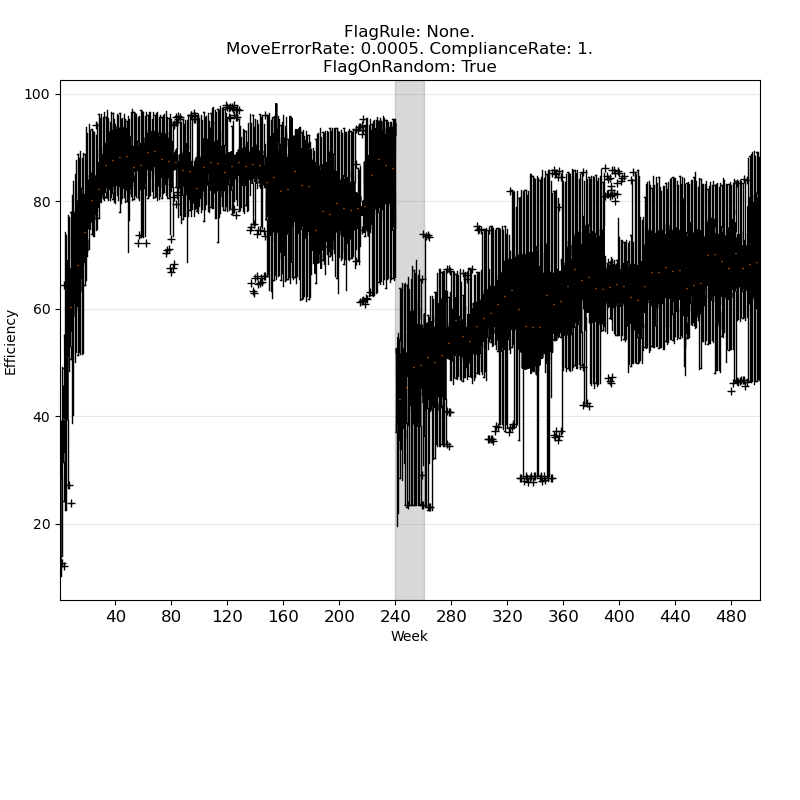 FlagRule: None.
MoveErrorRate: 0.0005. ComplianceRate: 1.
FlagOnRandom: True
100
80
60
40
20
Efficiency
40 80 120 160 200 240 280 320 360 400 440 480
Week